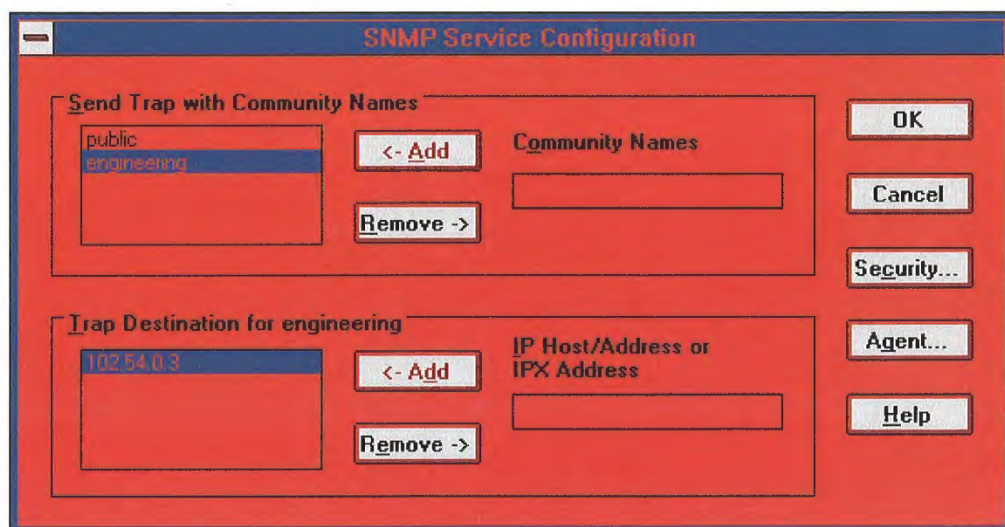 SNMP Service Configuration
Send Trap with Community Names
public
engineering
<- Add
Remove ->
Community Names
OK
Cancel
Security...
Agent...
Help
Trap Destination for engineering
102.54.0.3
<- Add
Remove ->
IP Host/Address or
IPX Address